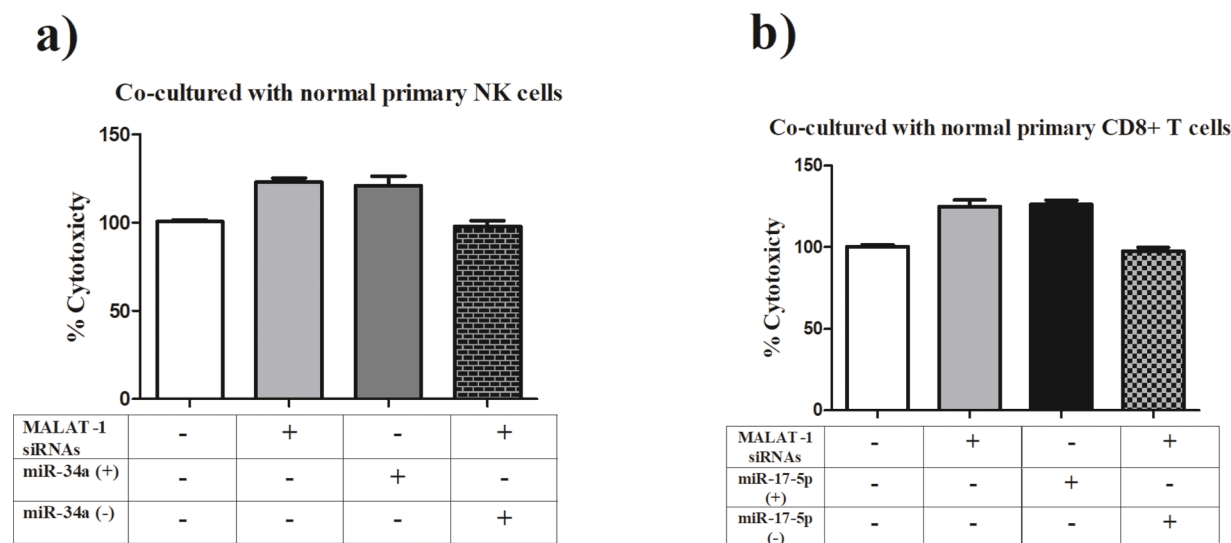 a)
Co-cultured with normal primary NK cells
% Cytotoxicty
150
100
50
0
MALAT-1 siRNAs - + - +
miR-34a (+) - - + -
miR-34a (-) - - - +
b)
Co-cultured with normal primary CD8+ T cells
% Cytotoxicty
150
100
50
0
MALAT-1 siRNAs - + - +
miR-17-5p (+) - - + -
miR-17-5p (-) - - - +